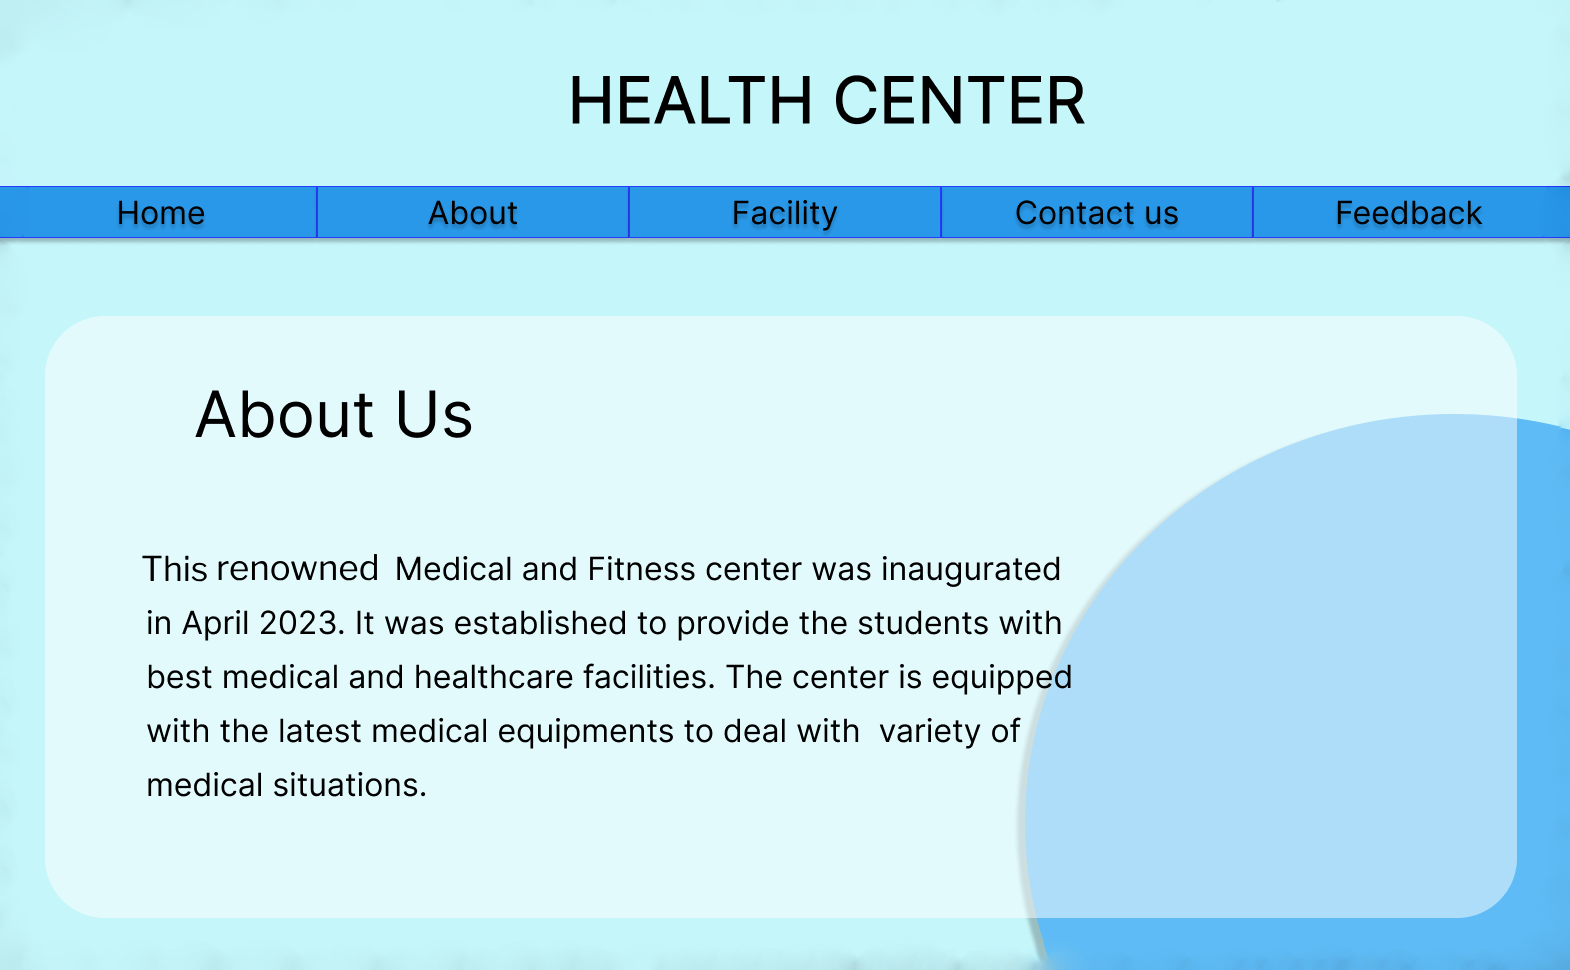 HEALTH CENTER
Home About Facility Contact us Feedback
About Us
This renowned Medical and Fitness center was inaugurated
in April 2023. It was established to provide the students with
best medical and healthcare facilities. The center is equipped
with the latest medical equipments to deal with variety of
medical situations.